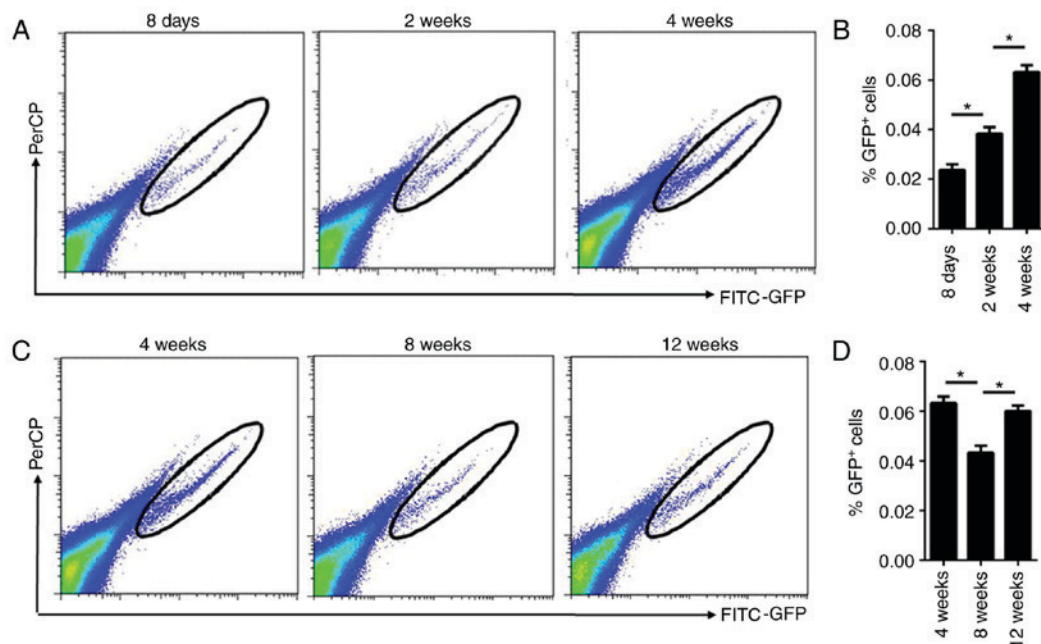 A
8 days
2 weeks
4 weeks
PerCP
FITC-GFP
B
% GFP+ cells
0.08
0.06
0.04
0.02
0.00
*
*
8 days
2 weeks
4 weeks
C
4 weeks
8 weeks
12 weeks
PerCP
FITC-GFP
D
% GFP+ cells
0.08
0.06
0.04
0.02
0.00
*
*
4 weeks
8 weeks
12 weeks